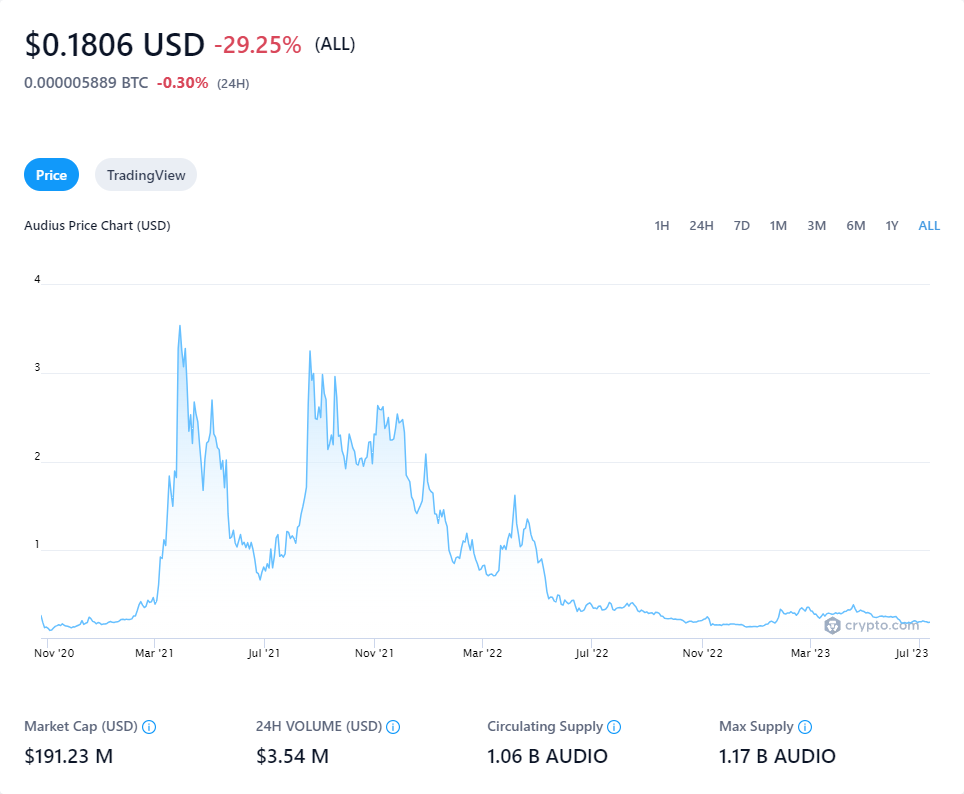 $0.1806 USD -29.25% (ALL)
0.000005889 BTC -0.30% (24H)
Price TradingView
Audius Price Chart (USD) 1H 24H 7D 1M 3M 6M 1Y ALL
4
3
2
1
crypto.com
Nov '20 Mar '21 Jul '21 Nov '21 Mar '22 Jul '22 Nov '22 Mar '23 Jul '23
Market Cap (USD) 24H VOLUME (USD) Circulating Supply Max Supply
$191.23 M $3.54 M 1.06 B AUDIO 1.17 B AUDIO